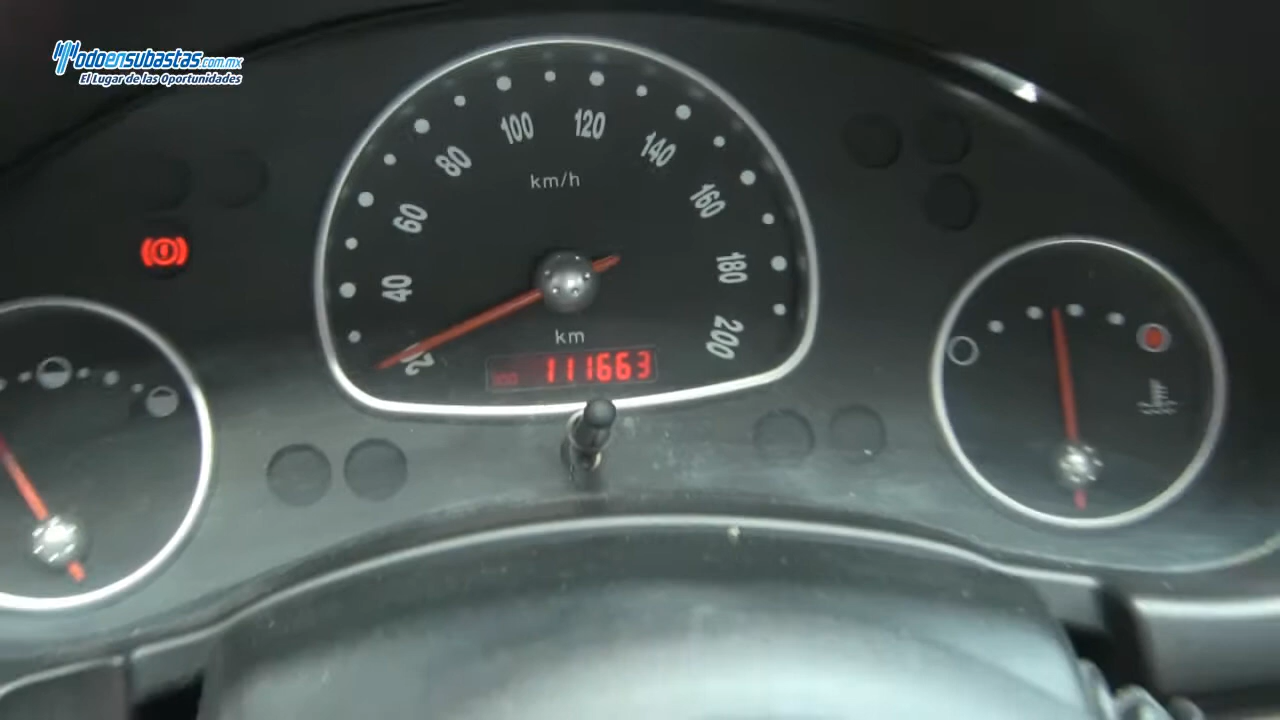 todoensubastas.com.mx
El Lugar de las Oportunidades
20
40
60
80
100
120
140
160
180
200
km/h
km
111663